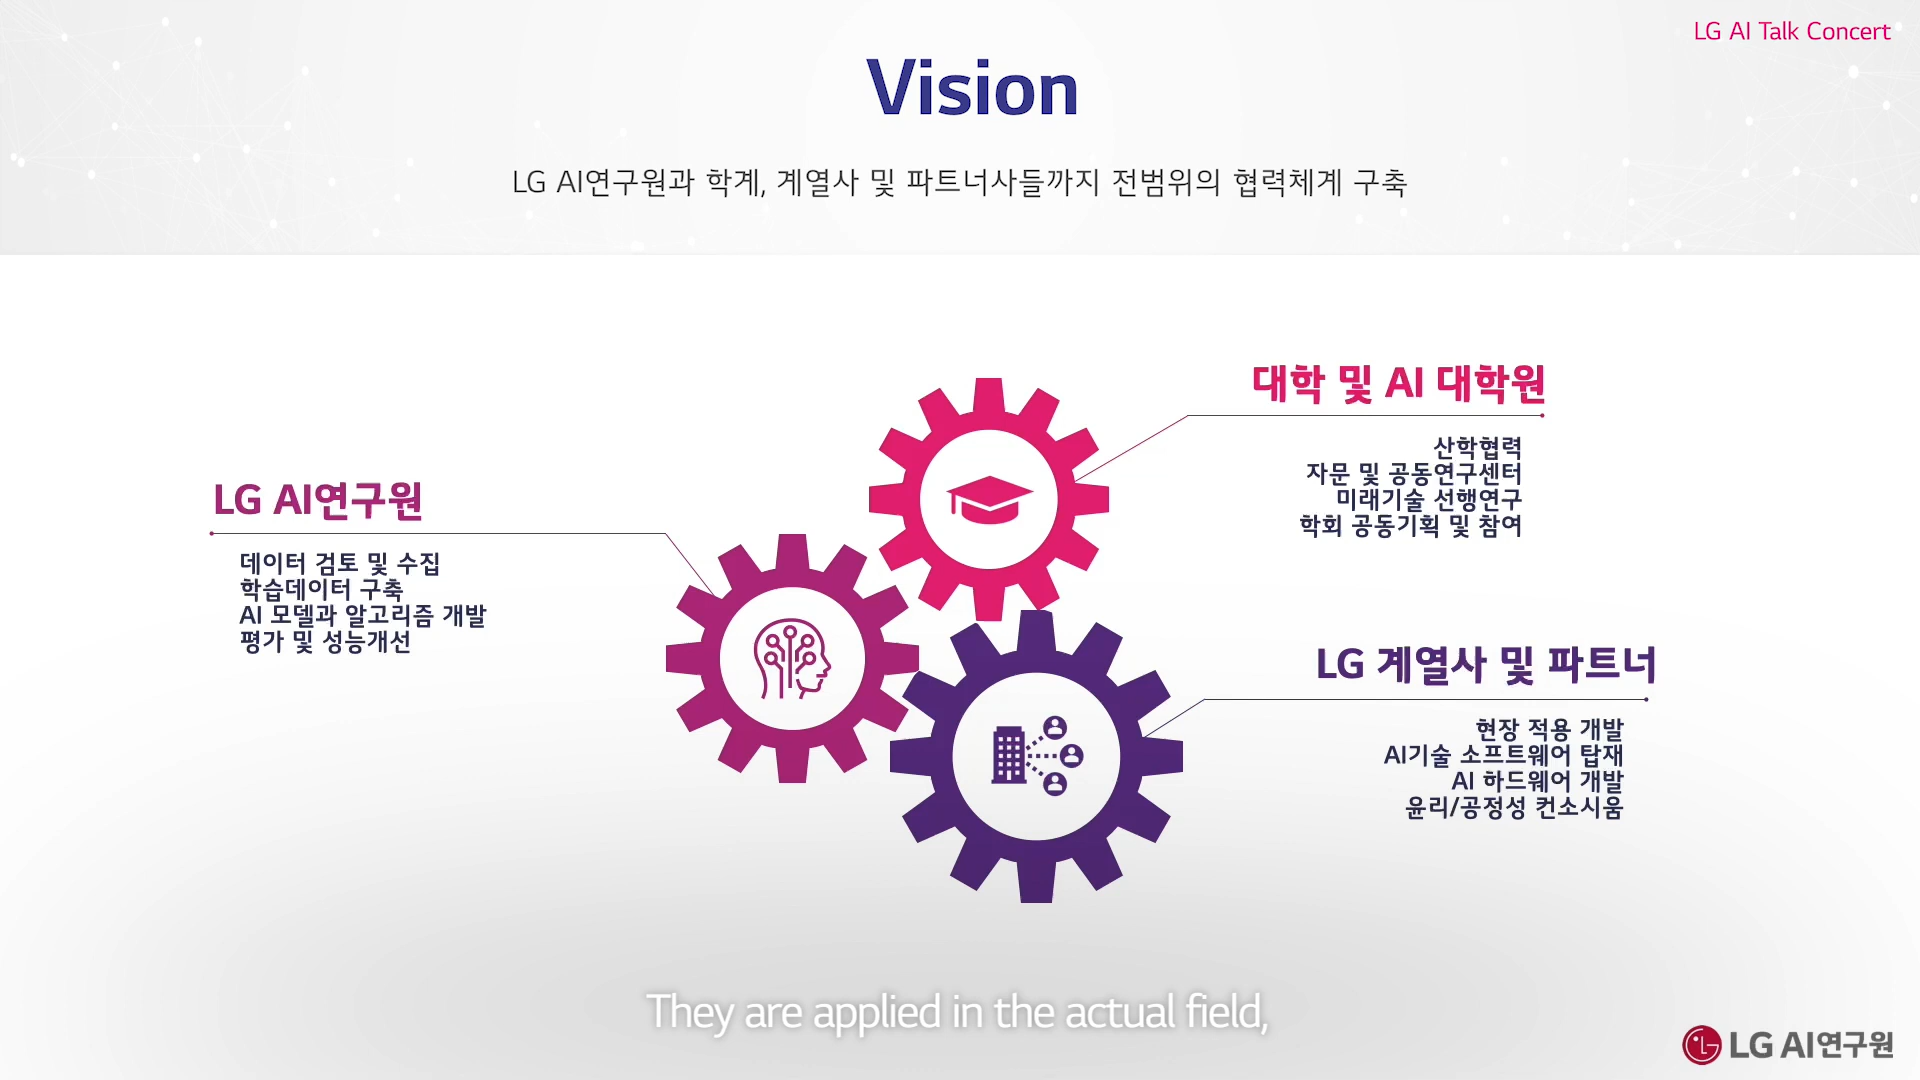 LG AI Talk Concert
Vision
LG AI연구원과 학계, 계열사 및 파트너사들까지 전범위의 협력체계 구축
대학 및 AI 대학원
산학협력
자문 및 공동연구센터
미래기술 선행연구
학회 공동기획 및 참여
LG AI연구원
데이터 검토 및 수집
학습데이터 구축
AI 모델과 알고리즘 개발
평가 및 성능개선
LG 계열사 및 파트너
현장 적용 개발
AI기술 소프트웨어 탑재
AI 하드웨어 개발
윤리/공정성 컨소시움
They are applied in the actual field,
LG AI연구원